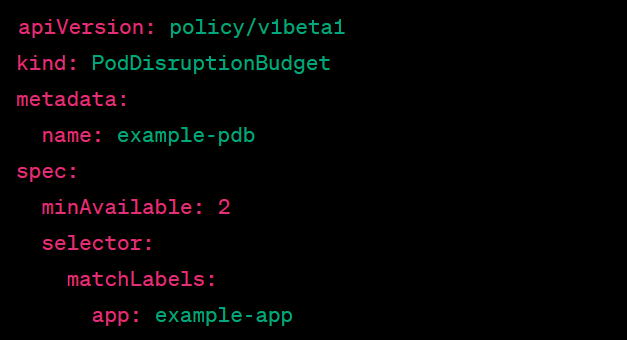 apiVersion: policy/v1beta1
kind: PodDisruptionBudget
metadata:
  name: example-pdb
spec:
  minAvailable: 2
  selector:
    matchLabels:
      app: example-app